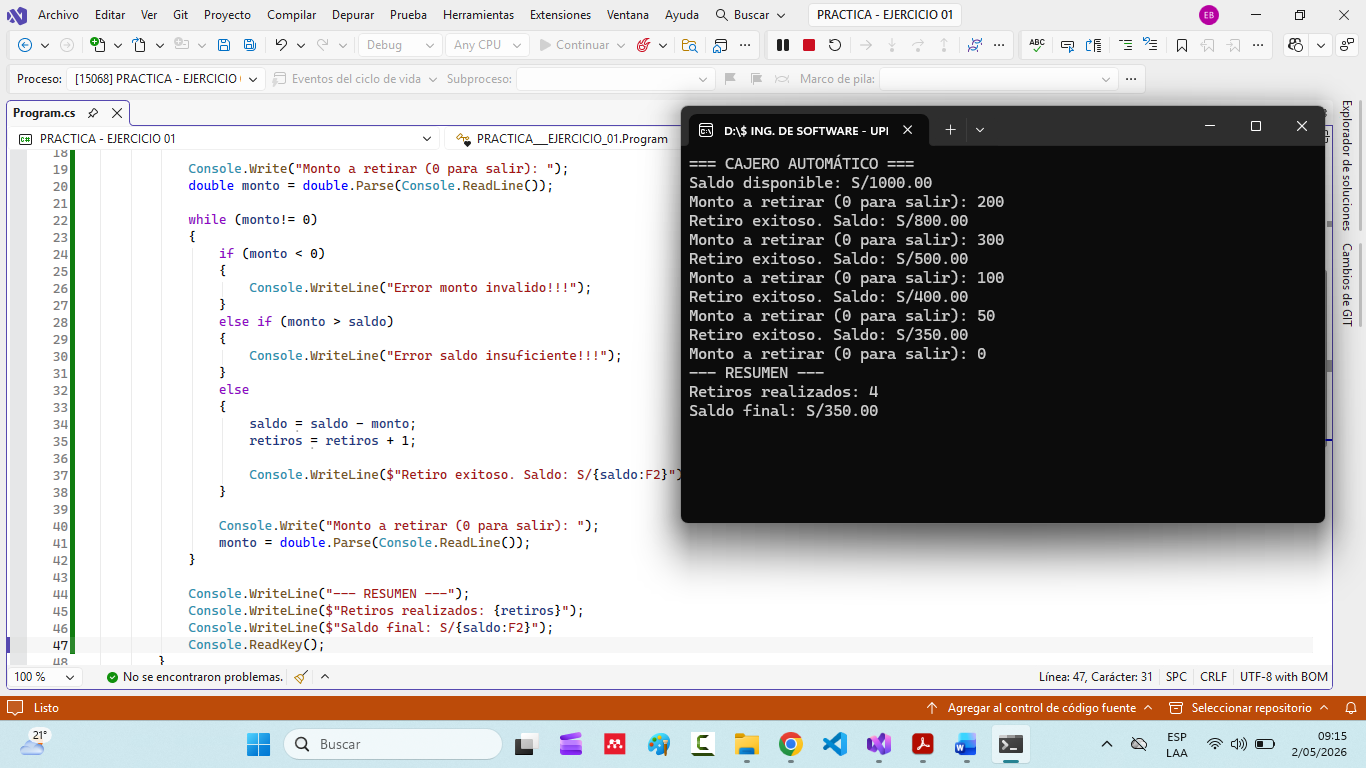 Archivo Editar Ver Git Proyecto Compilar Depurar Prueba Herramientas Extensiones Ventana Ayuda Buscar PRACTICA - EJERCICIO 01 EB
Debug Any CPU Continuar
Proceso: [15068] PRACTICA - EJERCICIO Eventos del ciclo de vida Subproceso: Marco de pila:
Program.cs
PRACTICA - EJERCICIO 01 PRACTICA___EJERCICIO_01.Program
18
19 Console.Write("Monto a retirar (0 para salir): ");
20 double monto = double.Parse(Console.ReadLine());
21
22 while (monto!= 0)
23 {
24 if (monto < 0)
25 {
26 Console.WriteLine("Error monto invalido!!!");
27 }
28 else if (monto > saldo)
29 {
30 Console.WriteLine("Error saldo insuficiente!!!");
31 }
32 else
33 {
34 saldo = saldo - monto;
35 retiros = retiros + 1;
36
37 Console.WriteLine($"Retiro exitoso. Saldo: S/{saldo:F2}")
38 }
39
40 Console.Write("Monto a retirar (0 para salir): ");
41 monto = double.Parse(Console.ReadLine());
42 }
43
44 Console.WriteLine("--- RESUMEN ---");
45 Console.WriteLine($"Retiros realizados: {retiros}");
46 Console.WriteLine($"Saldo final: S/{saldo:F2}");
47 Console.ReadKey();
48 }
D:\$ ING. DE SOFTWARE - UPI
=== CAJERO AUTOMÁTICO ===
Saldo disponible: S/1000.00
Monto a retirar (0 para salir): 200
Retiro exitoso. Saldo: S/800.00
Monto a retirar (0 para salir): 300
Retiro exitoso. Saldo: S/500.00
Monto a retirar (0 para salir): 100
Retiro exitoso. Saldo: S/400.00
Monto a retirar (0 para salir): 50
Retiro exitoso. Saldo: S/350.00
Monto a retirar (0 para salir): 0
--- RESUMEN ---
Retiros realizados: 4
Saldo final: S/350.00
Explorador de soluciones
Cambios de GIT
100 % No se encontraron problemas. Línea: 47, Carácter: 31 SPC CRLF UTF-8 with BOM
Listo Agregar al control de código fuente Seleccionar repositorio
21° Buscar ESP 09:15
LAA 2/05/2026